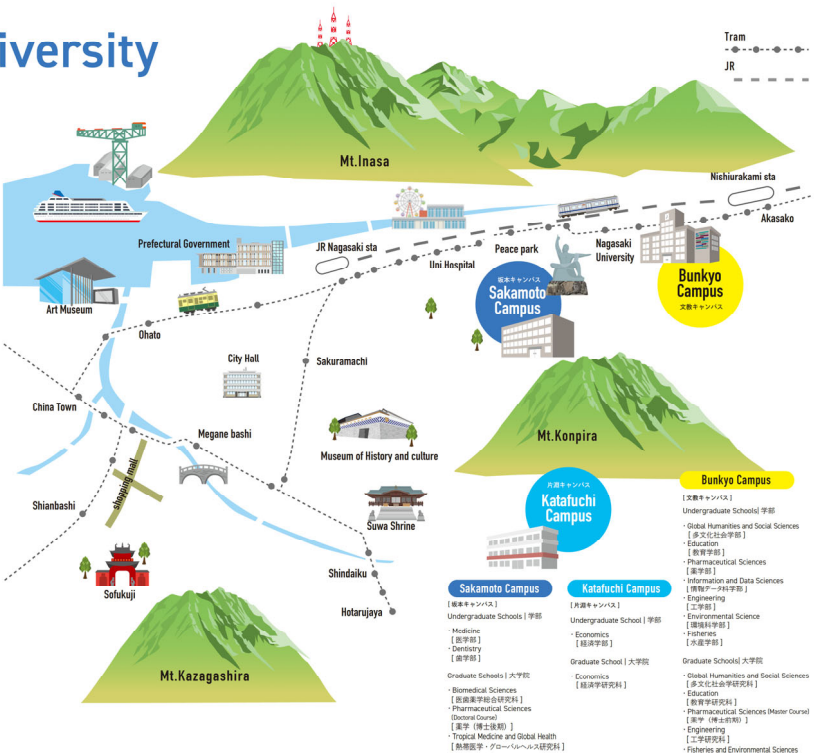 iversity
Tram
JR
Mt.Inasa
Nishiurakami sta
Akasako
Prefectural Government
JR Nagasaki sta
Uni Hospital
Peace park
Nagasaki
University
坂本キャンパス
Sakamoto
Campus
Bunkyo
Campus
文教キャンパス
Art Museum
Ohato
City Hall
Sakuramachi
China Town
Megane bashi
Museum of History and culture
Mt.Konpira
Shianbashi
shopping mall
Suwa Shrine
片淵キャンパス
Katafuchi
Campus
Sofukuji
Shindaiku
Hotarujaya
Mt.Kazagashira
Sakamoto Campus
[ 坂本キャンパス ]
Undergraduate Schools | 学部
・Medicine
[ 医学部 ]
・Dentistry
[ 歯学部 ]
Graduate Schools | 大学院
・Biomedical Sciences
[ 医歯薬学総合研究科 ]
・Pharmaceutical Sciences
(Doctoral Course)
[ 薬学（博士後期）]
・Tropical Medicine and Global Health
[ 熱帯医学・グローバルヘルス研究科 ]
Katafuchi Campus
[ 片淵キャンパス ]
Undergraduate School | 学部
・Economics
[ 経済学部 ]
Graduate School | 大学院
・Economics
[ 経済学研究科 ]
Bunkyo Campus
[ 文教キャンパス ]
Undergraduate Schools| 学部
・Global Humanities and Social Sciences
[ 多文化社会学部 ]
・Education
[ 教育学部 ]
・Pharmaceutical Sciences
[ 薬学部 ]
・Information and Data Sciences
[ 情報データ科学部 ]
・Engineering
[ 工学部 ]
・Environmental Science
[ 環境科学部 ]
・Fisheries
[ 水産学部 ]
Graduate Schools| 大学院
・Global Humanities and Social Sciences
[ 多文化社会学研究科 ]
・Education
[ 教育学研究科 ]
・Pharmaceutical Sciences (Master Course)
[ 薬学（博士前期）]
・Engineering
[ 工学研究科 ]
・Fisheries and Environmental Sciences